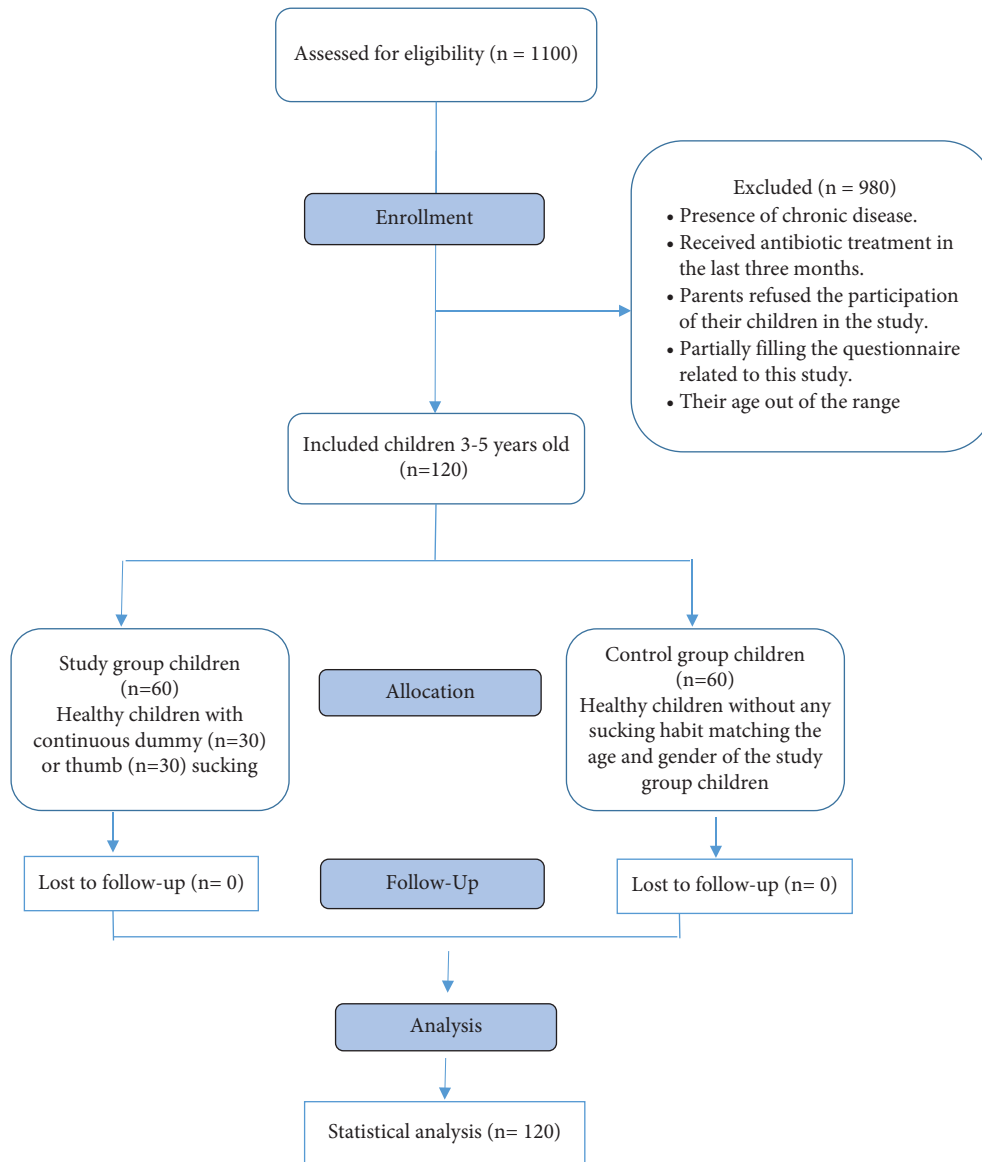 Assessed for eligibility (n = 1100)
Enrollment
Excluded (n = 980)
• Presence of chronic disease.
• Received antibiotic treatment in
the last three months.
• Parents refused the participation
of their children in the study.
• Partially filling the questionnaire
related to this study.
• Their age out of the range
Included children 3-5 years old
(n=120)
Study group children
(n=60)
Healthy children with
continuous dummy (n=30)
or thumb (n=30) sucking
Allocation
Control group children
(n=60)
Healthy children without any
sucking habit matching the
age and gender of the study
group children
Lost to follow-up (n= 0)
Follow-Up
Lost to follow-up (n= 0)
Analysis
Statistical analysis (n= 120)